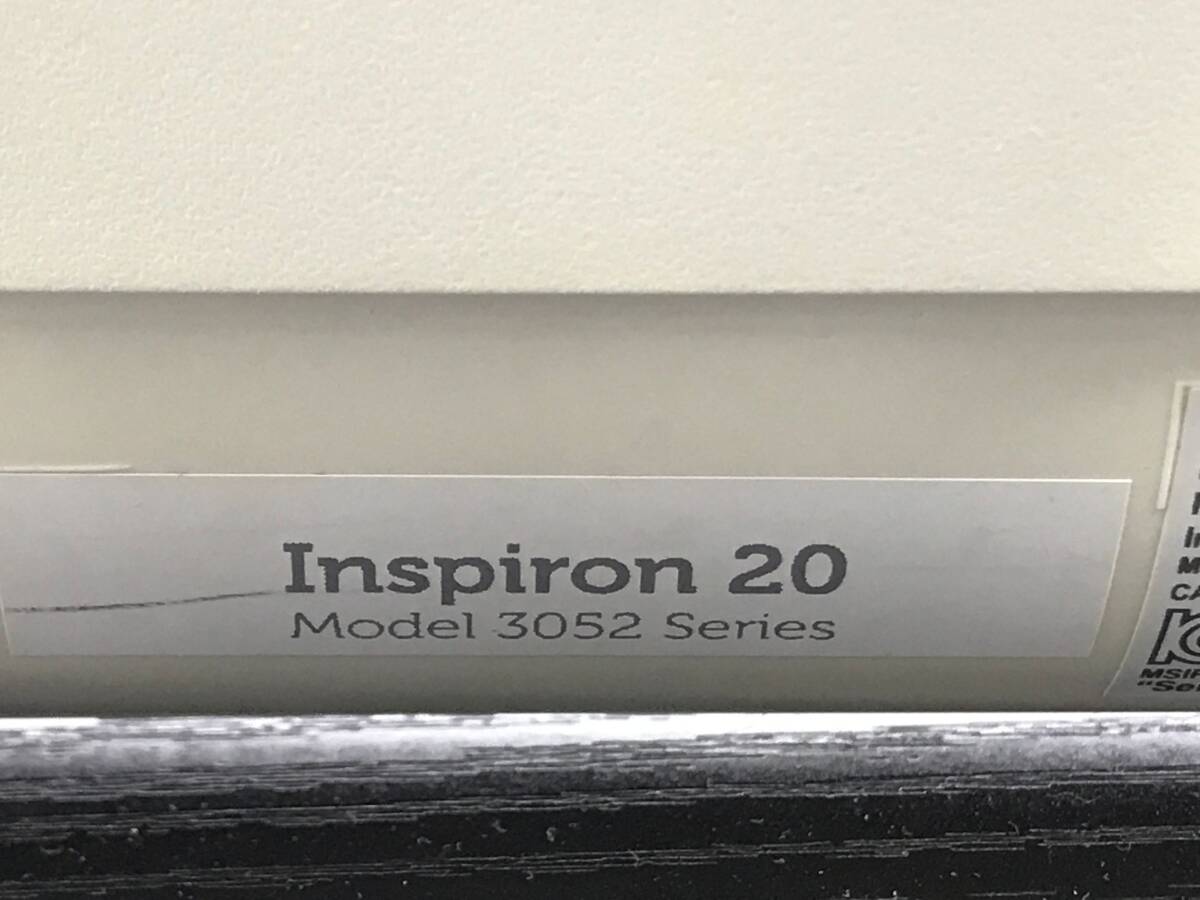 Inspiron 20
Model 3052 Series